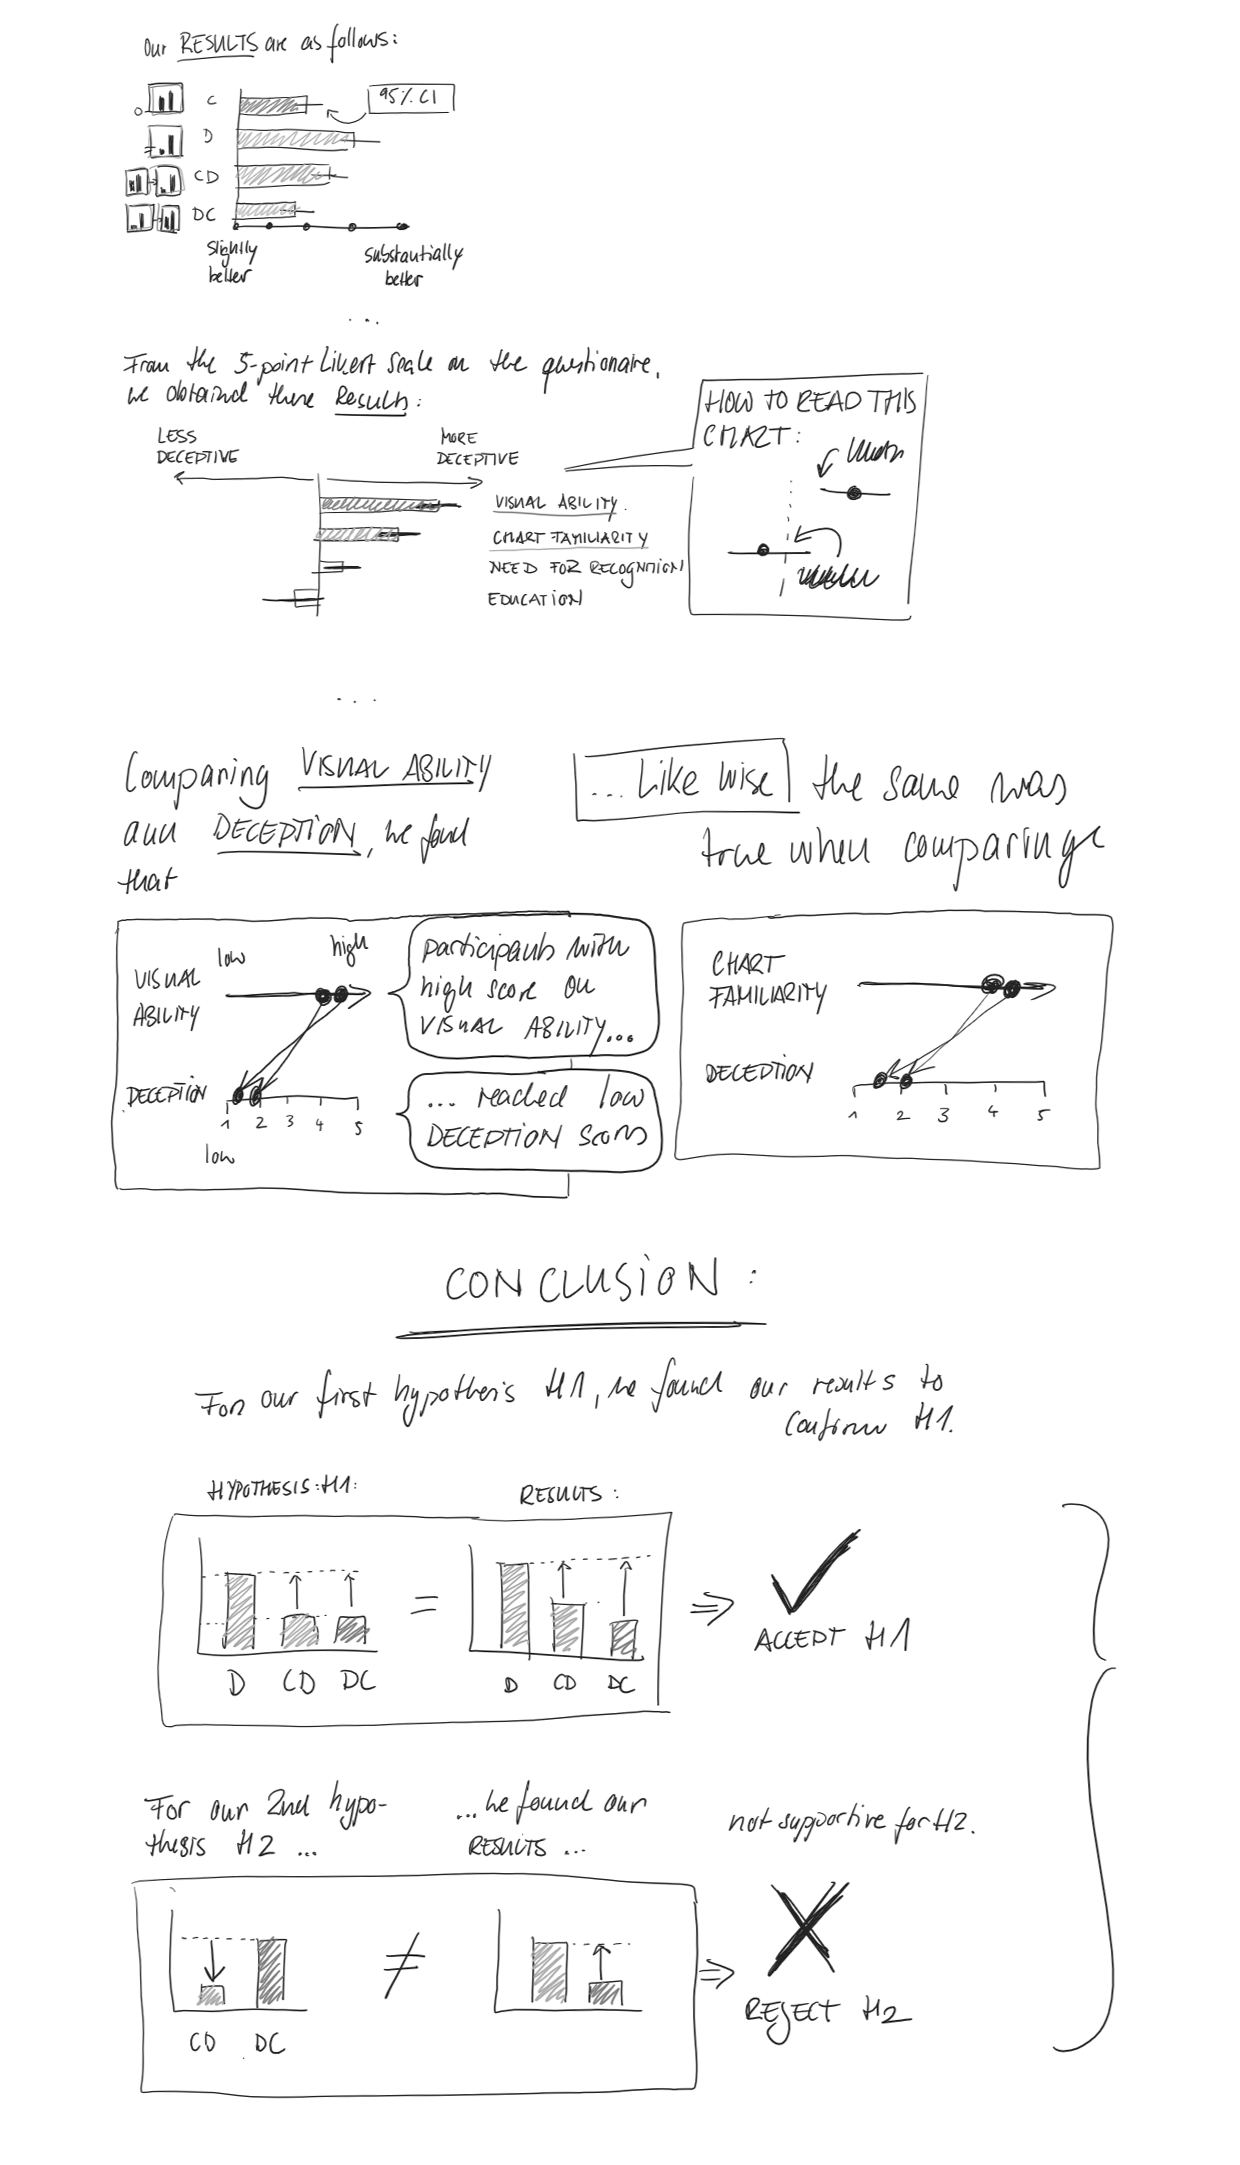 Our RESULTS are as follows:
C
95% CI
D
CD
DC
slightly
better
substantially
better
...
From the 5-point Likert Scale on the questionaire,
we obtained these Results:
LESS
DECEPTIVE
MORE
DECEPTIVE
VISUAL ABILITY
CHART FAMILIARITY
NEED FOR RECOGNITION
EDUCATION
HOW TO READ THIS
CHART:
...
Comparing VISUAL ABILITY
and DECEPTION, we found
that
... Like wise the same was
true when comparing
VISUAL
ABILITY
low
high
DECEPTION
1 2 3 4 5
low
participants with
high score on
VISUAL ABILITY...
... reached low
DECEPTION scores
CHART
FAMILIARITY
DECEPTION
1 2 3 4 5
CONCLUSION:
For our first hypothesis H1, we found our results to
confirm H1.
HYPOTHESIS: H1:
RESULTS:
D CD DC
=
D CD DC
⇒
ACCEPT H1
For our 2nd hypo-
thesis H2 ...
...we found our
RESULTS ...
not supportive for H2.
CD DC
≠
⇒
REJECT H2